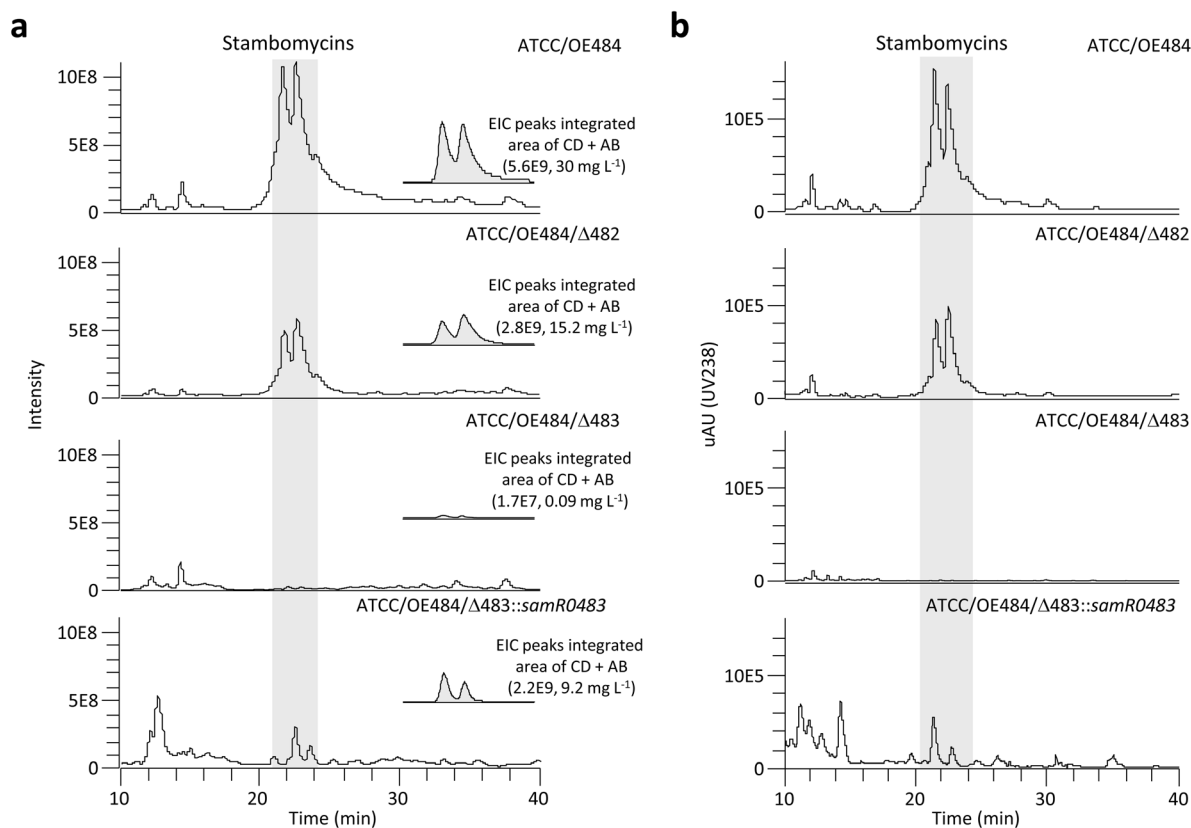 a
Stambomycins
ATCC/OE484
10E8
5E8
0
EIC peaks integrated
area of CD + AB
(5.6E9, 30 mg L-1)
ATCC/OE484/Δ482
10E8
5E8
0
EIC peaks integrated
area of CD + AB
(2.8E9, 15.2 mg L-1)
ATCC/OE484/Δ483
10E8
5E8
0
EIC peaks integrated
area of CD + AB
(1.7E7, 0.09 mg L-1)
ATCC/OE484/Δ483::samR0483
10E8
5E8
0
EIC peaks integrated
area of CD + AB
(2.2E9, 9.2 mg L-1)
Intensity
10 20 30 40
Time (min)
b
Stambomycins
ATCC/OE484
10E5
0
ATCC/OE484/Δ482
10E5
0
ATCC/OE484/Δ483
10E5
0
ATCC/OE484/Δ483::samR0483
10E5
0
uAU (UV238)
10 20 30 40
Time (min)